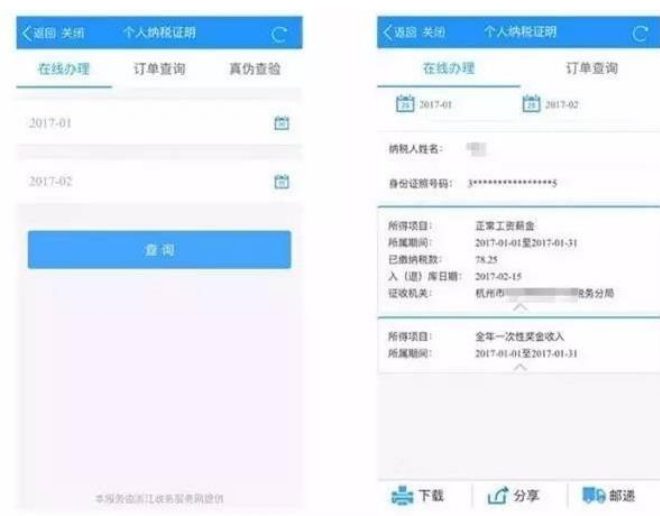 返回 关闭 个人纳税证明
在线办理 订单查询 真伪查验
2017-01
2017-02
查询
本服务由浙江政务服务网提供
返回 关闭 个人纳税证明
在线办理 订单查询
2017-01 2017-02
纳税人姓名：
身份证照号码： 3****************5
所得项目： 正常工资薪金
所属期间： 2017-01-01至2017-01-31
已缴纳税款： 78.25
入（退）库日期： 2017-02-15
征收机关： 杭州市 税务分局
所得项目： 全年一次性奖金收入
所属期间： 2017-01-01至2017-01-31
下载 分享 邮递